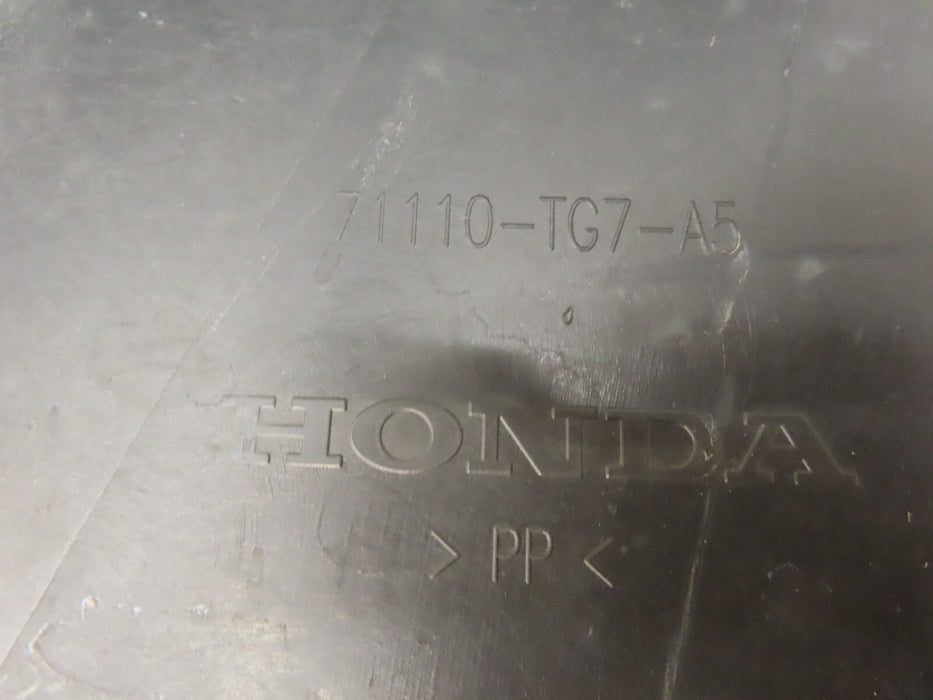 71110-TG7-A5
HONDA
> PP <